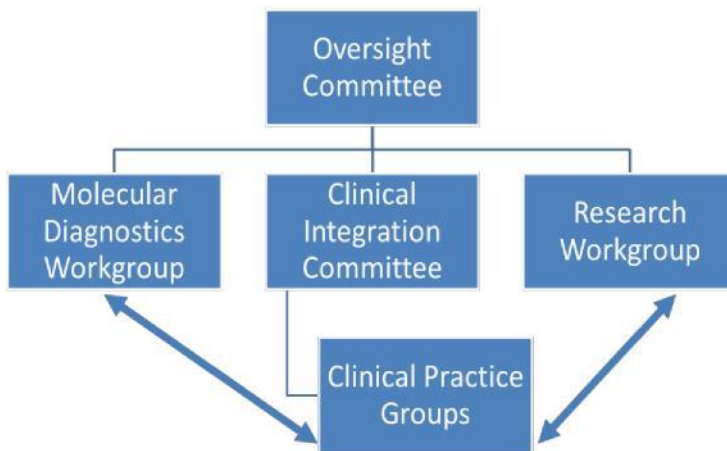 Oversight
Committee
Molecular
Diagnostics
Workgroup
Clinical
Integration
Committee
Research
Workgroup
Clinical Practice
Groups